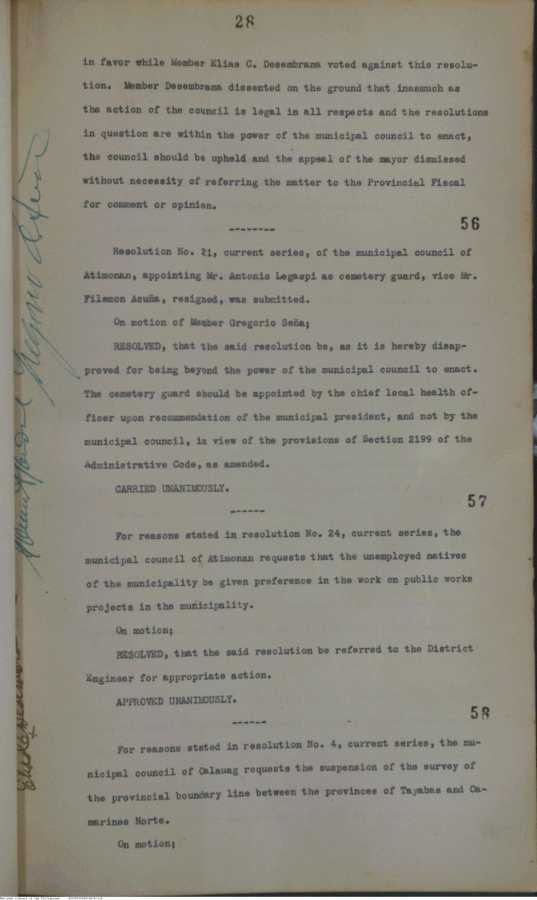 28
in favor while Member Elias C. Desembrana voted against this resolu-
tion. Member Desembrana dissented on the ground that inasmuch as
the action of the council is legal in all respects and the resolutions
in question are within the power of the municipal council to enact,
the council should be upheld and the appeal of the mayor dismissed
without necessity of referring the matter to the Provincial Fiscal
for comment or opinion.
--------
56
Resolution No. 21, current series, of the municipal council of
Atimonan, appointing Mr. Antonio Legaspi as cemetery guard, vice Mr.
Filemon Acuña, resigned, was submitted.
On motion of Member Gregorio Seña;
RESOLVED, that the said resolution be, as it is hereby disap-
proved for being beyond the power of the municipal council to enact.
The cemetery guard should be appointed by the chief local health of-
ficer upon recommendation of the municipal president, and not by the
municipal council, in view of the provisions of Section 2199 of the
Administrative Code, as amended.
CARRIED UNANIMOUSLY.
------
57
For reasons stated in resolution No. 24, current series, the
municipal council of Atimonan requests that the unemployed natives
of the municipality be given preference in the work on public works
projects in the municipality.
On motion;
RESOLVED, that the said resolution be referred to the District
Engineer for appropriate action.
APPROVED UNANIMOUSLY.
------
58
For reasons stated in resolution No. 4, current series, the mu-
nicipal council of Calauag requests the suspension of the survey of
the provincial boundary line between the provinces of Tayabas and Ca-
marines Norte.
On motion;